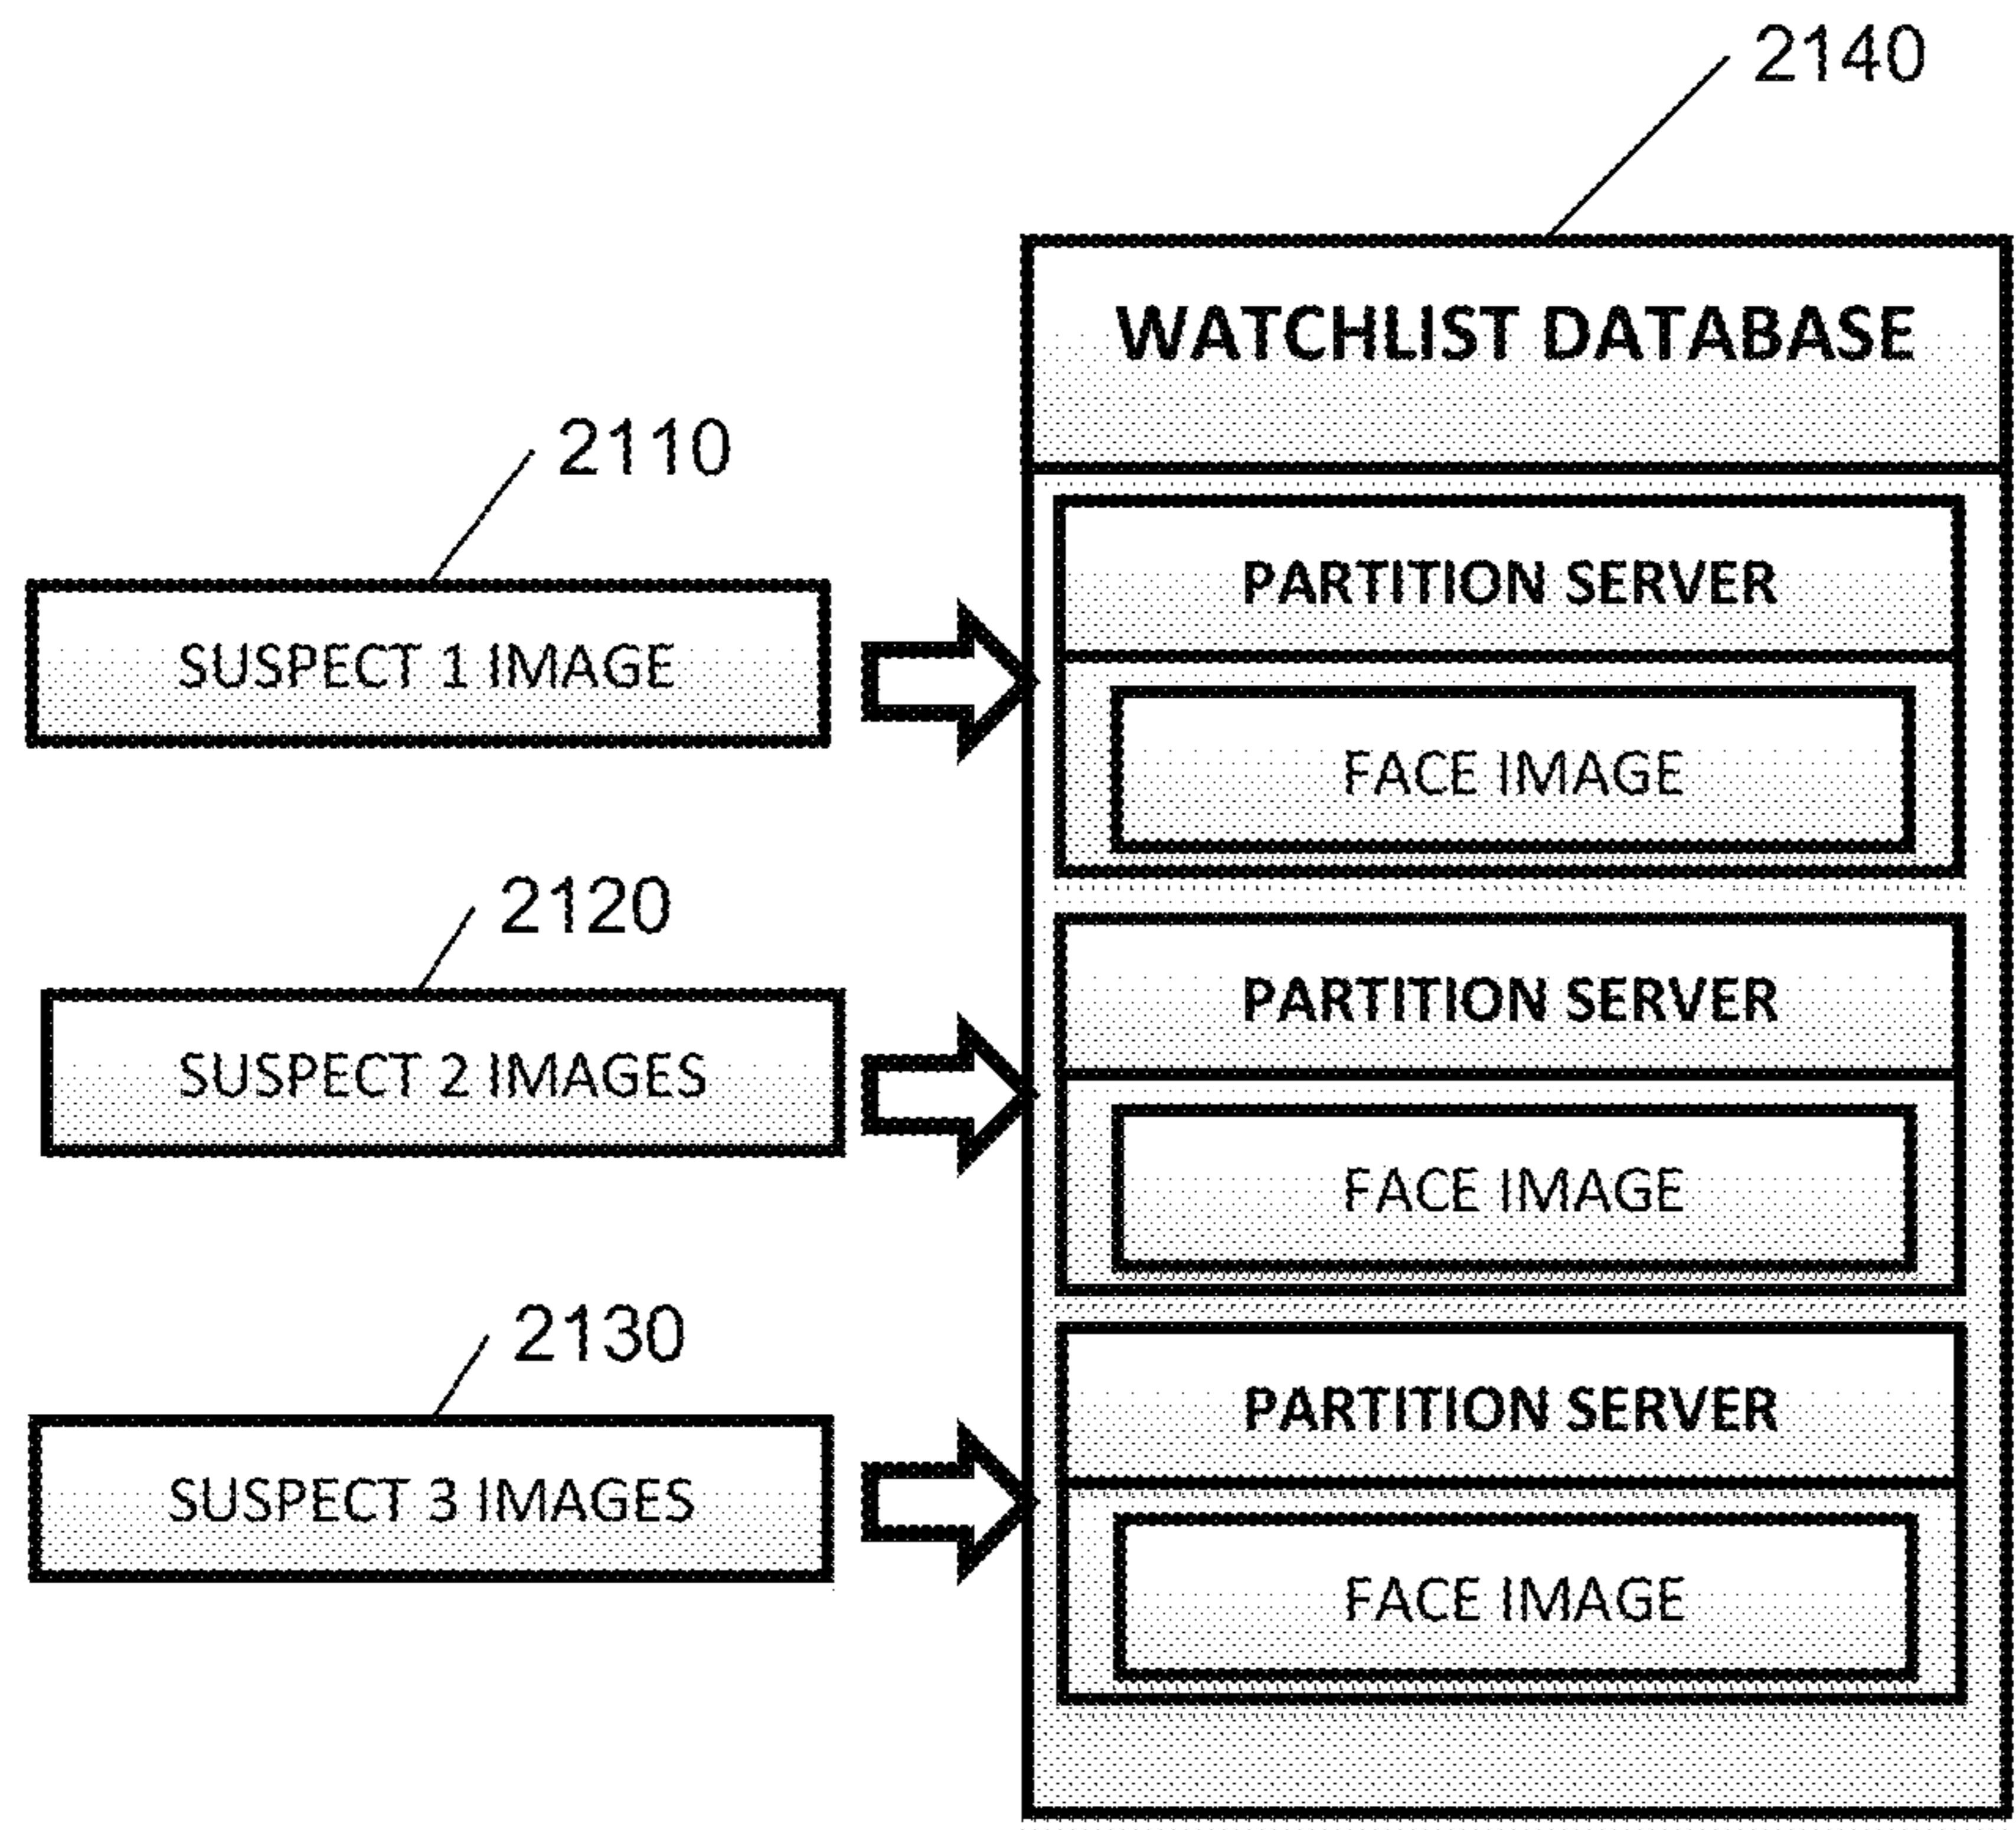 2140
WATCHLIST DATABASE
2110
SUSPECT 1 IMAGE
PARTITION SERVER
FACE IMAGE
2120
SUSPECT 2 IMAGES
PARTITION SERVER
FACE IMAGE
2130
SUSPECT 3 IMAGES
PARTITION SERVER
FACE IMAGE